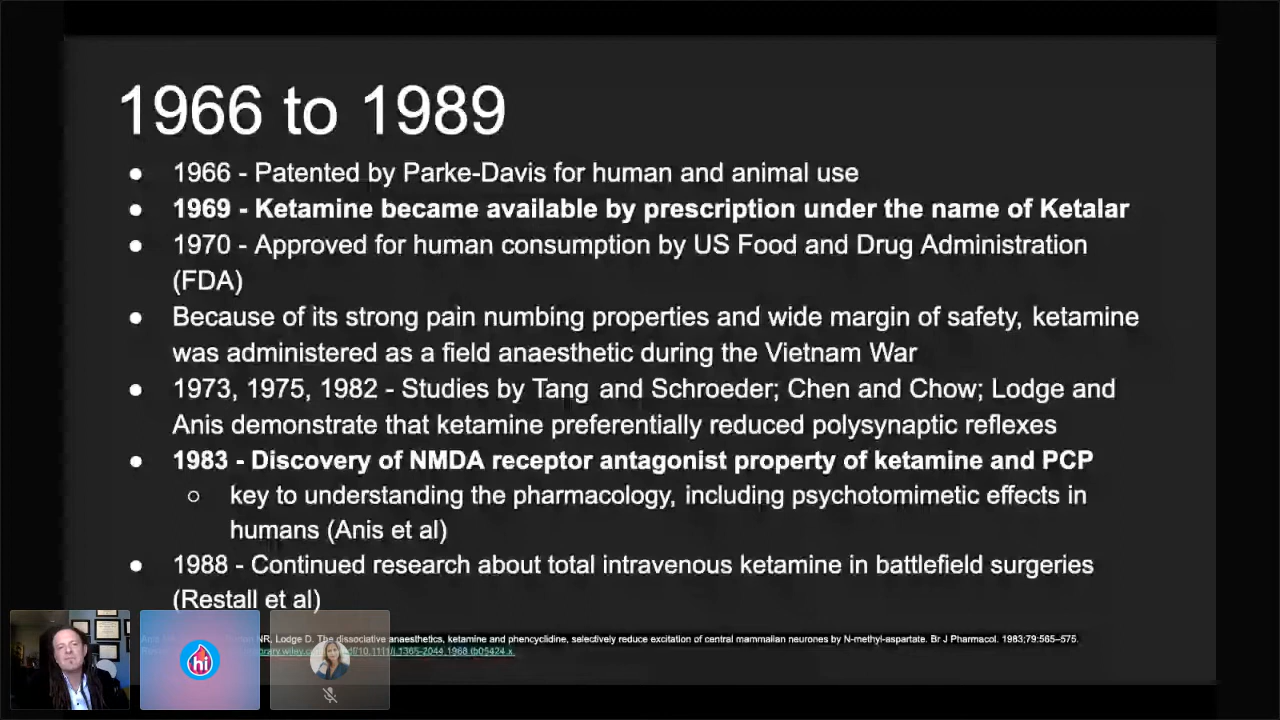 1966 to 1989
● 1966 - Patented by Parke-Davis for human and animal use
● 1969 - Ketamine became available by prescription under the name of Ketalar
● 1970 - Approved for human consumption by US Food and Drug Administration
(FDA)
● Because of its strong pain numbing properties and wide margin of safety, ketamine
was administered as a field anaesthetic during the Vietnam War
● 1973, 1975, 1982 - Studies by Tang and Schroeder; Chen and Chow; Lodge and
Anis demonstrate that ketamine preferentially reduced polysynaptic reflexes
● 1983 - Discovery of NMDA receptor antagonist property of ketamine and PCP
○ key to understanding the pharmacology, including psychotomimetic effects in
humans (Anis et al)
● 1988 - Continued research about total intravenous ketamine in battlefield surgeries
(Restall et al)
NR, Lodge D. The dissociative anaesthetics, ketamine and phencyclidine, selectively reduce excitation of central mammalian neurones by N-methyl-aspartate. Br J Pharmacol. 1983;79:565–575.
hi